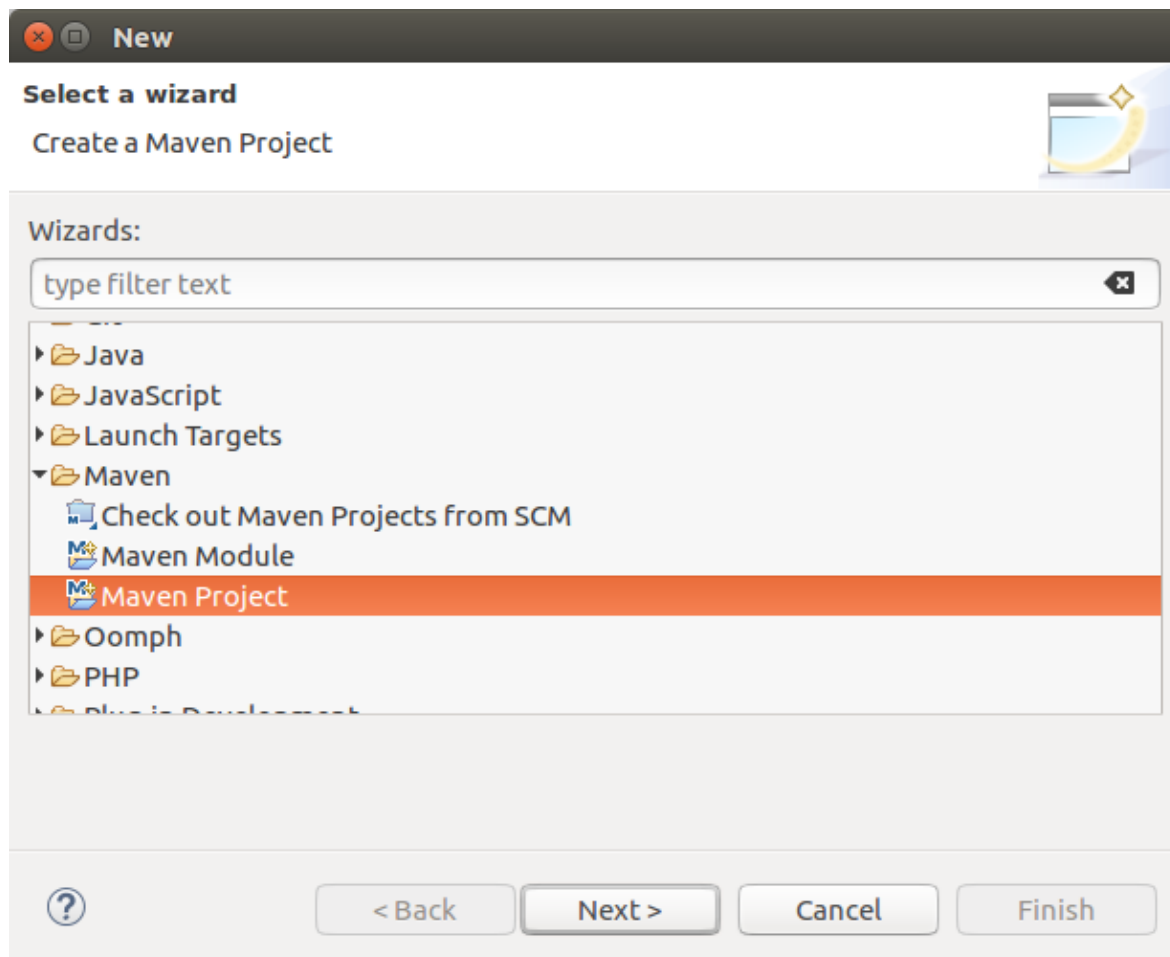 New
Select a wizard
Create a Maven Project
Wizards:
type filter text
Java
JavaScript
Launch Targets
Maven
Check out Maven Projects from SCM
Maven Module
Maven Project
Oomph
PHP
< Back
Next >
Cancel
Finish